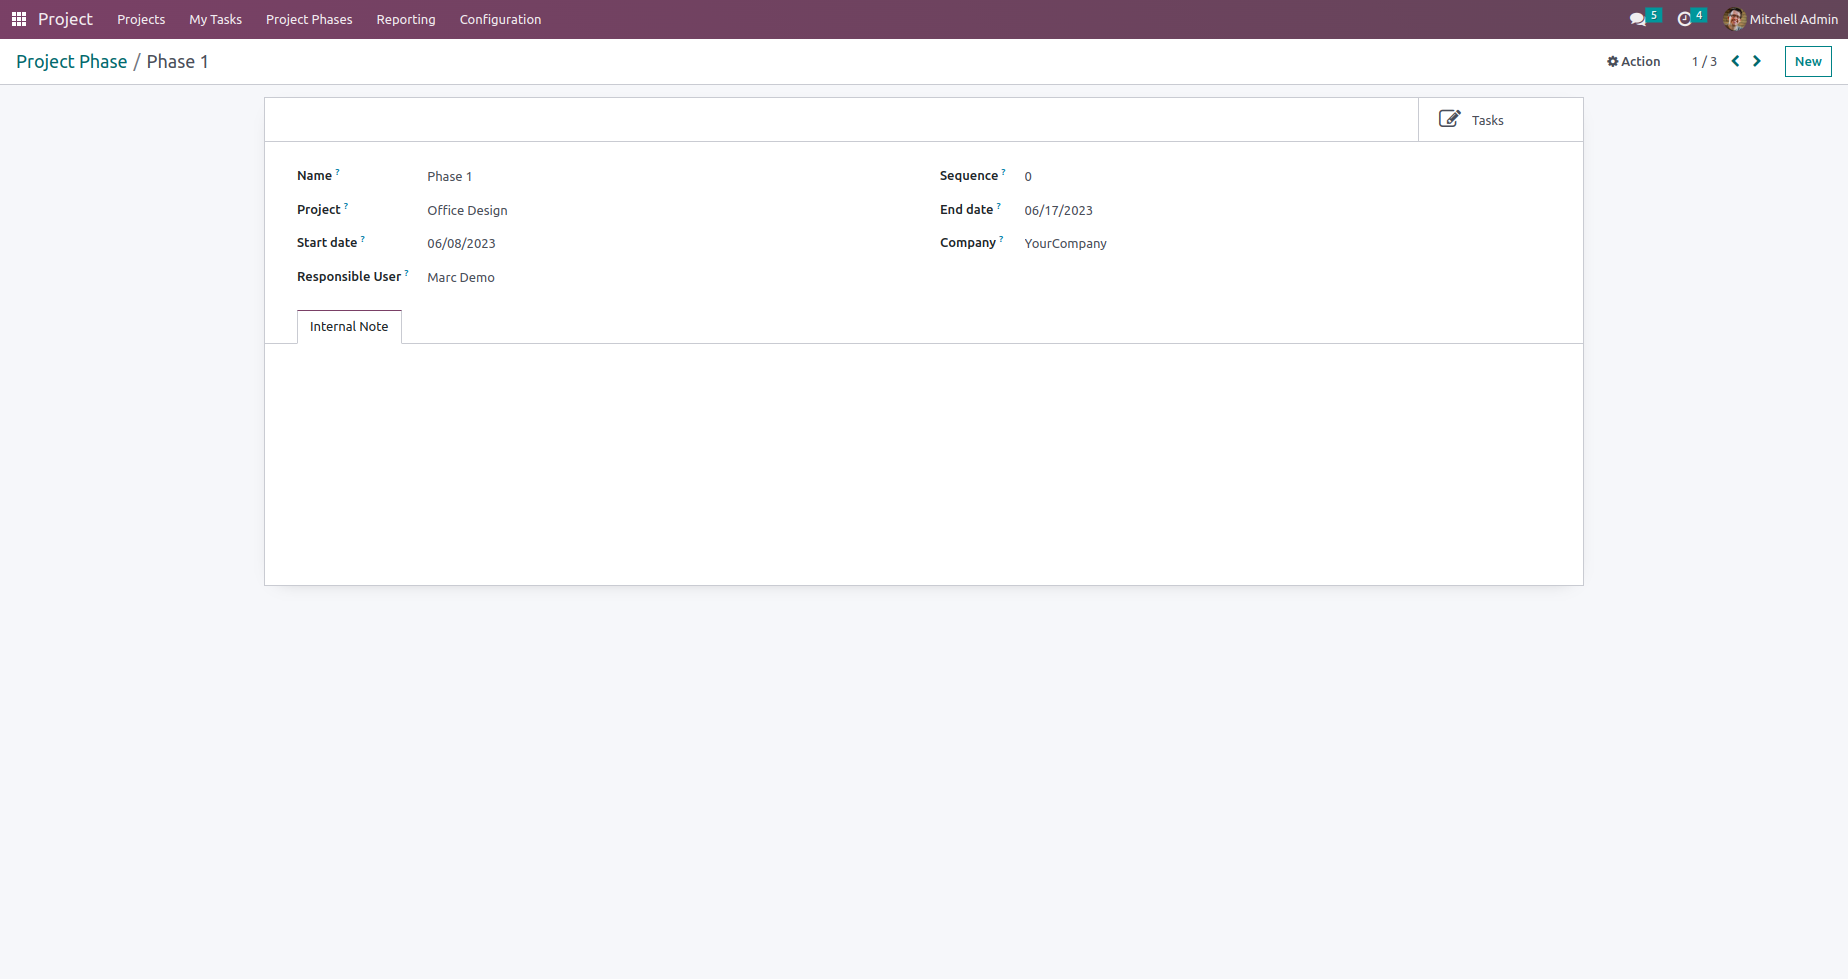 Project Projects My Tasks Project Phases Reporting Configuration 5 4 Mitchell Admin
Project Phase / Phase 1 Action 1 / 3 New
Tasks
Name ? Phase 1 Sequence ? 0
Project ? Office Design End date ? 06/17/2023
Start date ? 06/08/2023 Company ? YourCompany
Responsible User ? Marc Demo
Internal Note